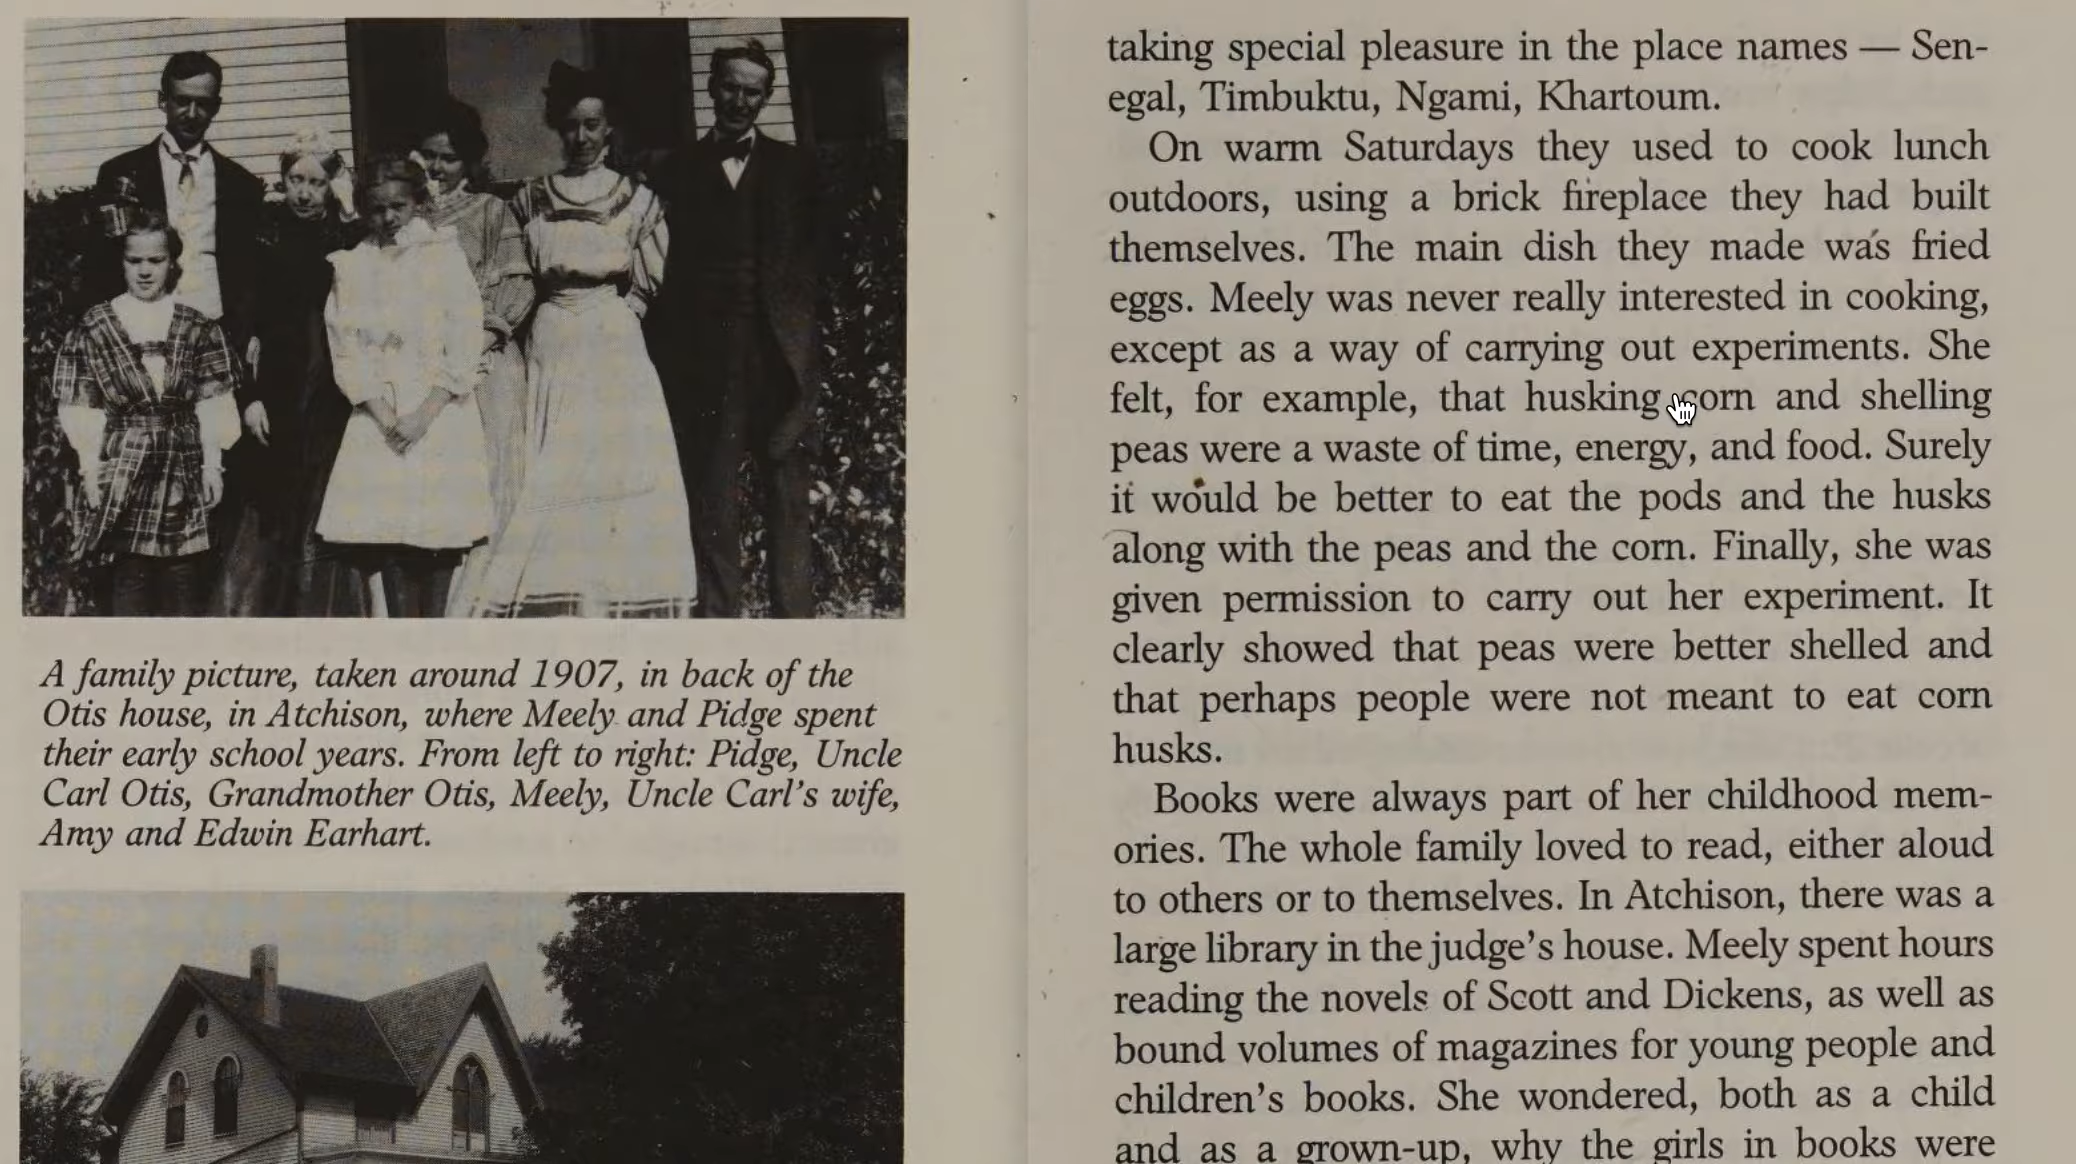 A family picture, taken around 1907, in back of the
Otis house, in Atchison, where Meely and Pidge spent
their early school years. From left to right: Pidge, Uncle
Carl Otis, Grandmother Otis, Meely, Uncle Carl's wife,
Amy and Edwin Earhart.
taking special pleasure in the place names — Sen-
egal, Timbuktu, Ngami, Khartoum.
On warm Saturdays they used to cook lunch
outdoors, using a brick fireplace they had built
themselves. The main dish they made was fried
eggs. Meely was never really interested in cooking,
except as a way of carrying out experiments. She
felt, for example, that husking corn and shelling
peas were a waste of time, energy, and food. Surely
it would be better to eat the pods and the husks
along with the peas and the corn. Finally, she was
given permission to carry out her experiment. It
clearly showed that peas were better shelled and
that perhaps people were not meant to eat corn
husks.
Books were always part of her childhood mem-
ories. The whole family loved to read, either aloud
to others or to themselves. In Atchison, there was a
large library in the judge's house. Meely spent hours
reading the novels of Scott and Dickens, as well as
bound volumes of magazines for young people and
children's books. She wondered, both as a child
and as a grown-up, why the girls in books were